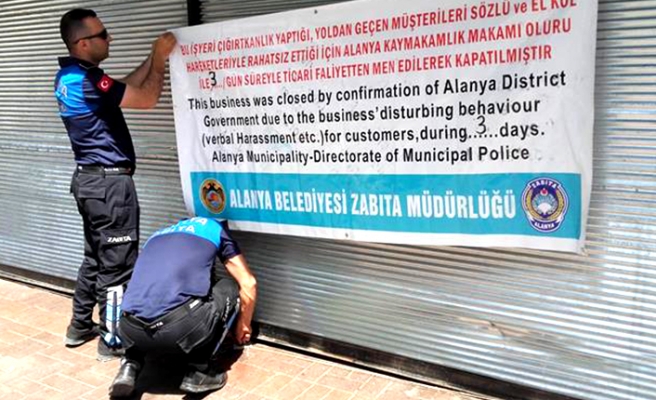 BU İŞYERİ ÇIĞIRTKANLIK YAPTIĞI, YOLDAN GEÇEN MÜŞTERİLERİ SÖZLÜ ve EL KOL
HAREKETLERİYLE RAHATSIZ ETTİĞİ İÇİN ALANYA KAYMAKAMLIK MAKAMI OLURU
İLE 3.../GÜN SÜREYLE TİCARİ FALİYETTEN MEN EDİLEREK KAPATILMIŞTIR
This business was closed by confirmation of Alanya District
Government due to the business'disturbing behaviour
(verbal Harassment etc.)for customers,during...3...days.
Alanya Municipality-Directorate of Municipal Police
ALANYA BELEDİYESİ ZABITA MÜDÜRLÜĞÜ
ZABITA
ALANYA
ZABITA